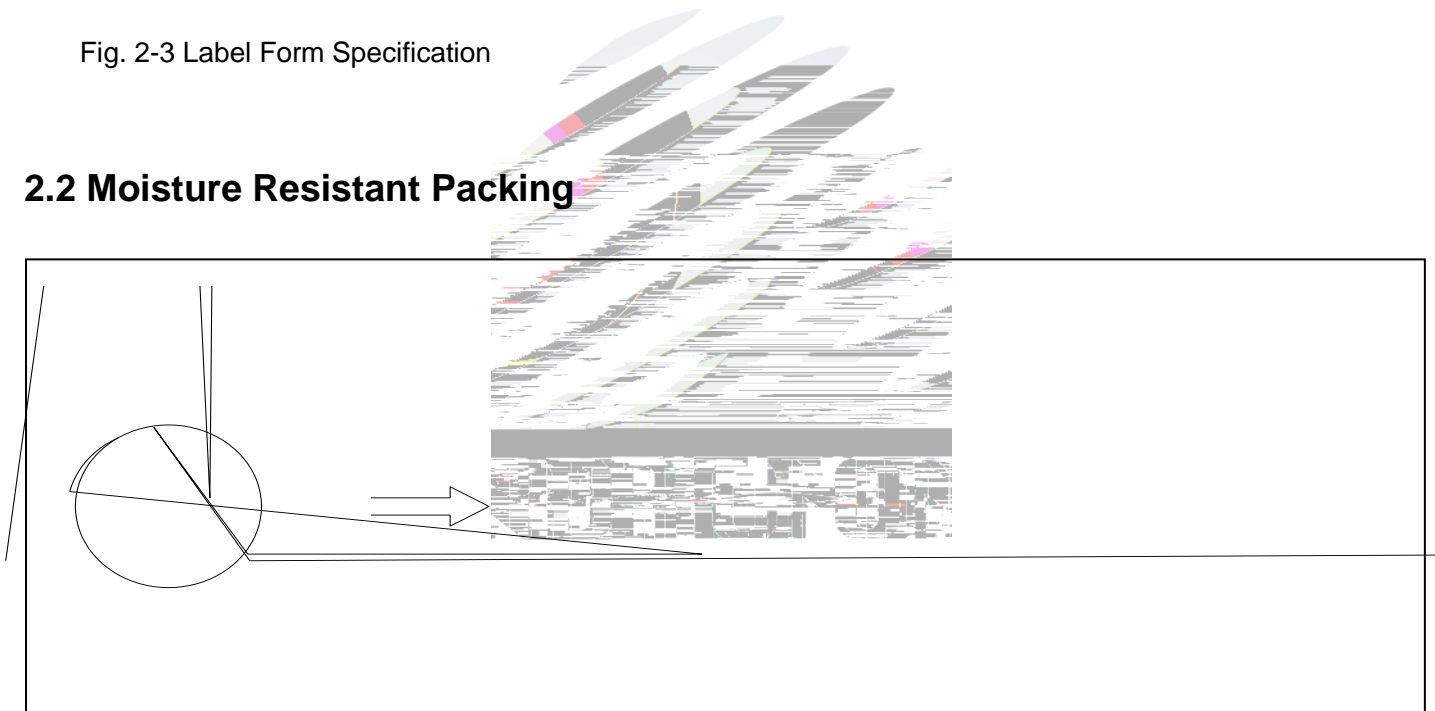 Fig. 2-3 Label Form Specification
2.2 Moisture Resistant Packing